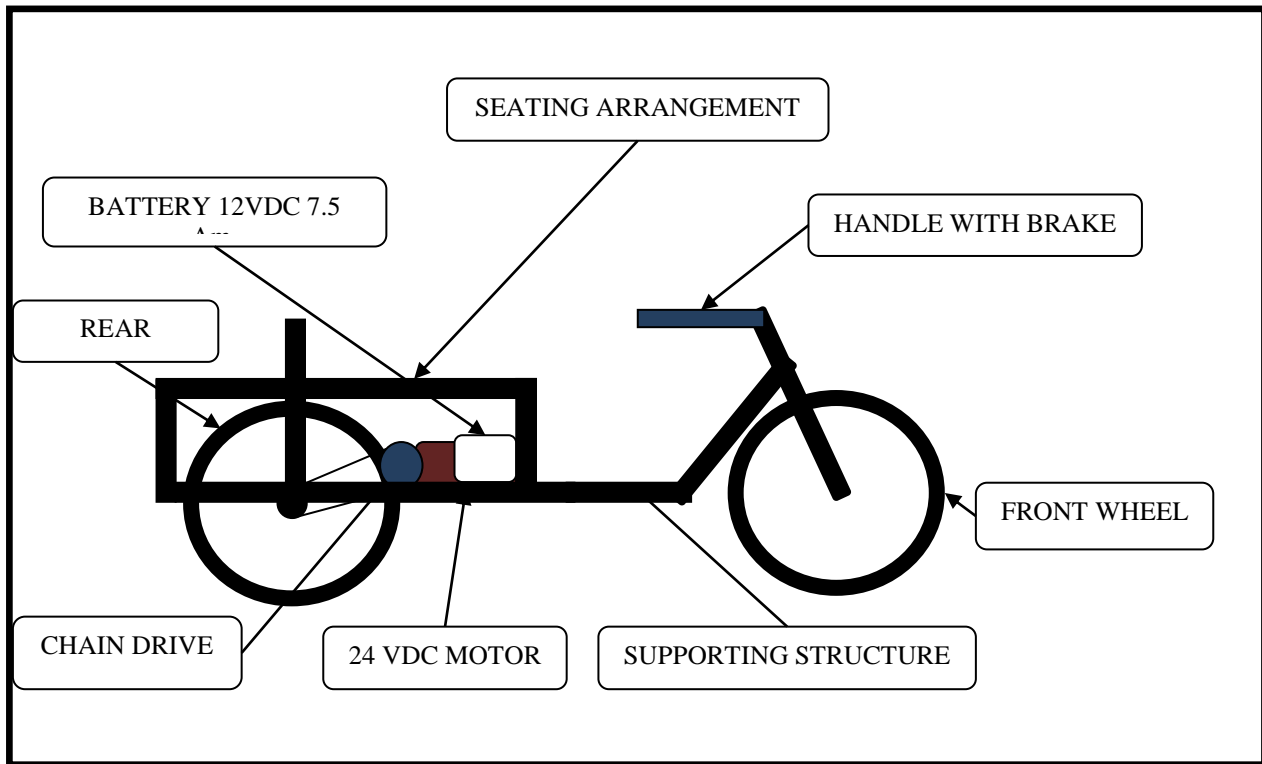 SEATING ARRANGEMENT
BATTERY 12VDC 7.5
HANDLE WITH BRAKE
REAR
FRONT WHEEL
CHAIN DRIVE
24 VDC MOTOR
SUPPORTING STRUCTURE